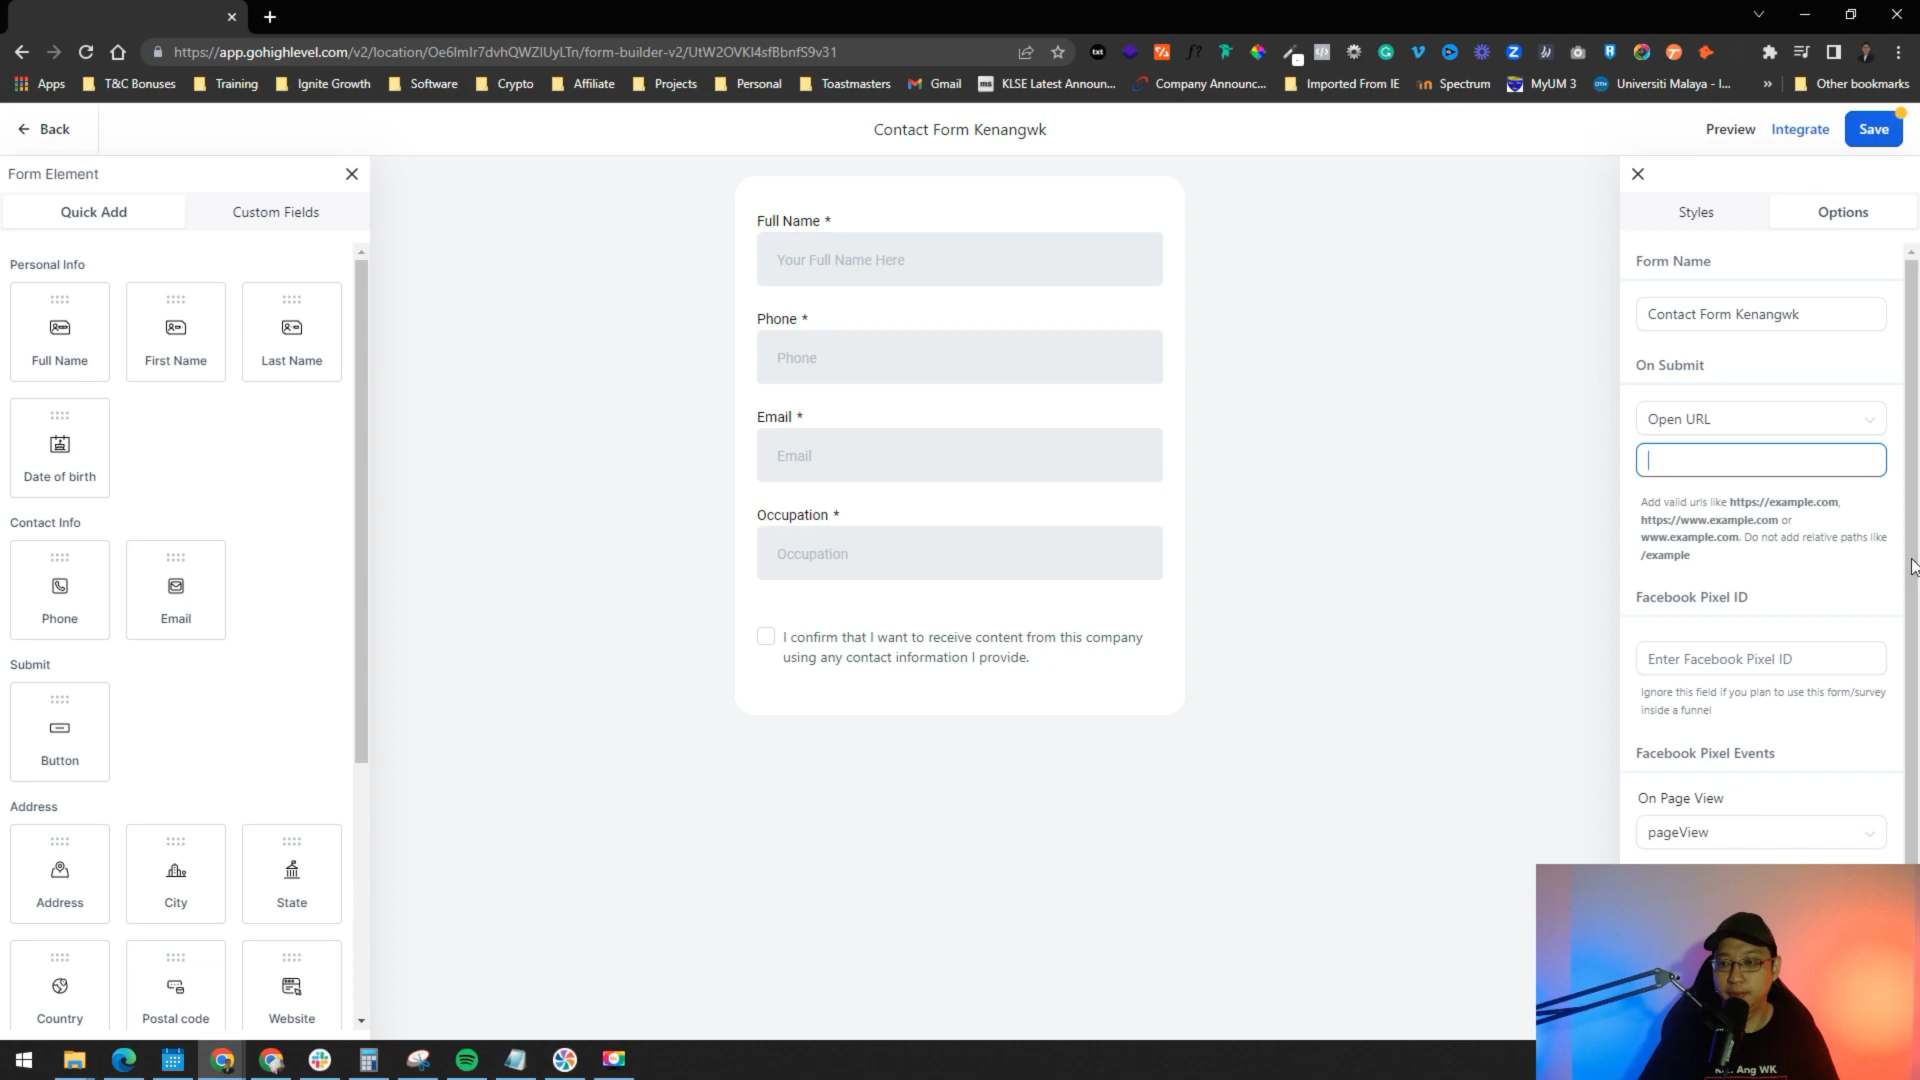 https://app.gohighlevel.com/v2/location/Oe6lmIr7dvhQWZlUyLTn/form-builder-v2/UtW2OVKl4sfBbnfS9v31
Apps
T&C Bonuses
Training
Ignite Growth
Software
Crypto
Affiliate
Projects
Personal
Toastmasters
Gmail
KLSE Latest Announ...
Company Announc...
Imported From IE
Spectrum
MyUM 3
Universiti Malaya - I...
»
Other bookmarks
Back
Contact Form Kenangwk
Preview
Integrate
Save
Form Element
Quick Add
Custom Fields
Personal Info
Full Name
First Name
Last Name
Date of birth
Contact Info
Phone
Email
Submit
Button
Address
Address
City
State
Country
Postal code
Website
Full Name *
Your Full Name Here
Phone *
Phone
Email *
Email
Occupation *
Occupation
I confirm that I want to receive content from this company
using any contact information I provide.
Styles
Options
Form Name
Contact Form Kenangwk
On Submit
Open URL
Add valid urls like https://example.com,
https://www.example.com or
www.example.com. Do not add relative paths like
/example
Facebook Pixel ID
Enter Facebook Pixel ID
Ignore this field if you plan to use this form/survey
inside a funnel
Facebook Pixel Events
On Page View
pageView
Ang WK